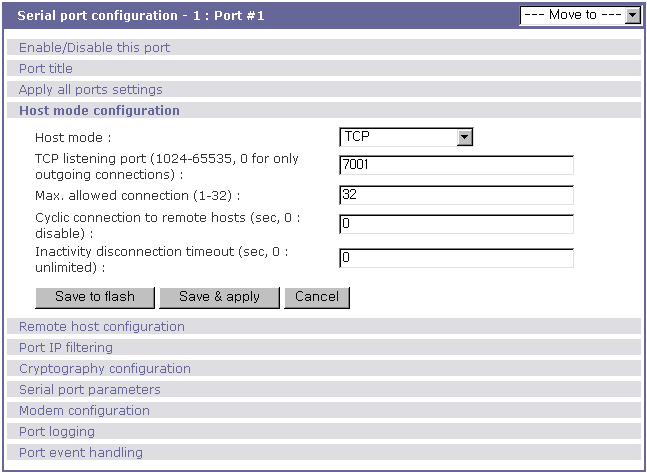 Serial port configuration - 1 : Port #1
--- Move to ---
Enable/Disable this port
Port title
Apply all ports settings
Host mode configuration
Host mode :
TCP
TCP listening port (1024-65535, 0 for only
outgoing connections) :
7001
Max. allowed connection (1-32) :
32
Cyclic connection to remote hosts (sec, 0 :
disable) :
0
Inactivity disconnection timeout (sec, 0 :
unlimited) :
0
Save to flash
Save & apply
Cancel
Remote host configuration
Port IP filtering
Cryptography configuration
Serial port parameters
Modem configuration
Port logging
Port event handling